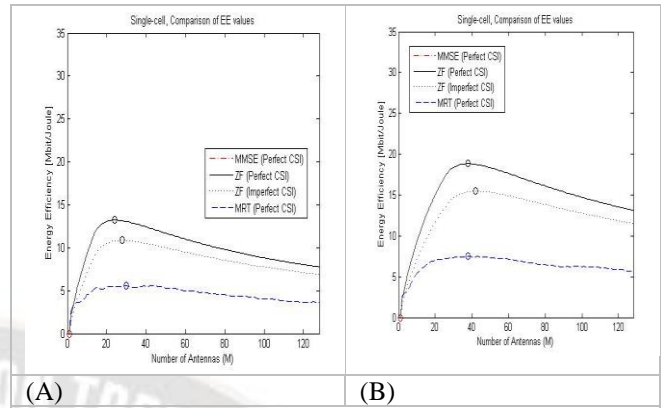 Single-cell, Comparison of EE values
35
30
25
20
15
10
5
0
Energy Efficiency [Mbit/Joule]
MMSE (Perfect CSI)
ZF (Perfect CSI)
ZF (Imperfect CSI)
MRT (Perfect CSI)
0 20 40 60 80 100 120
Number of Antennas (M)
(A)
Single-cell, Comparison of EE values
35
30
25
20
15
10
5
0
Energy Efficiency [Mbit/Joule]
MMSE (Perfect CSI)
ZF (Perfect CSI)
ZF (Imperfect CSI)
MRT (Perfect CSI)
0 20 40 60 80 100 120
Number of Antennas (M)
(B)